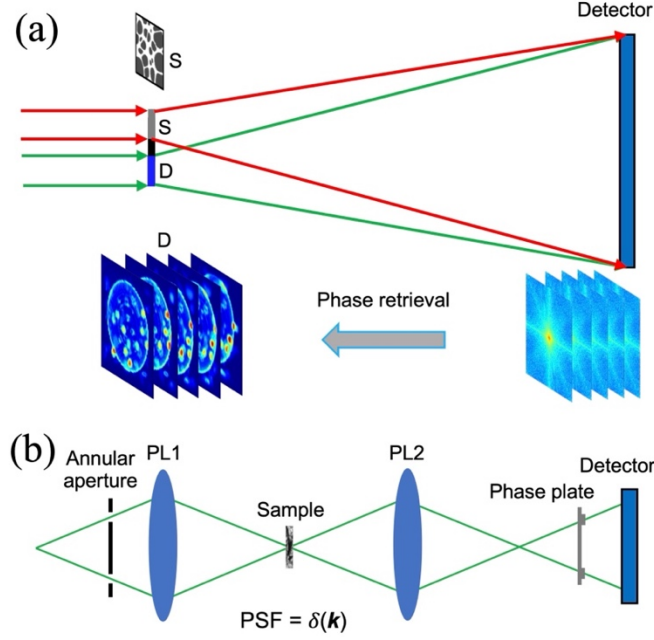 (a)
Detector
S
S
D
D
Phase retrieval
(b)
PL1
PL2
Annular
aperture
Detector
Phase plate
Sample
PSF = δ(k)